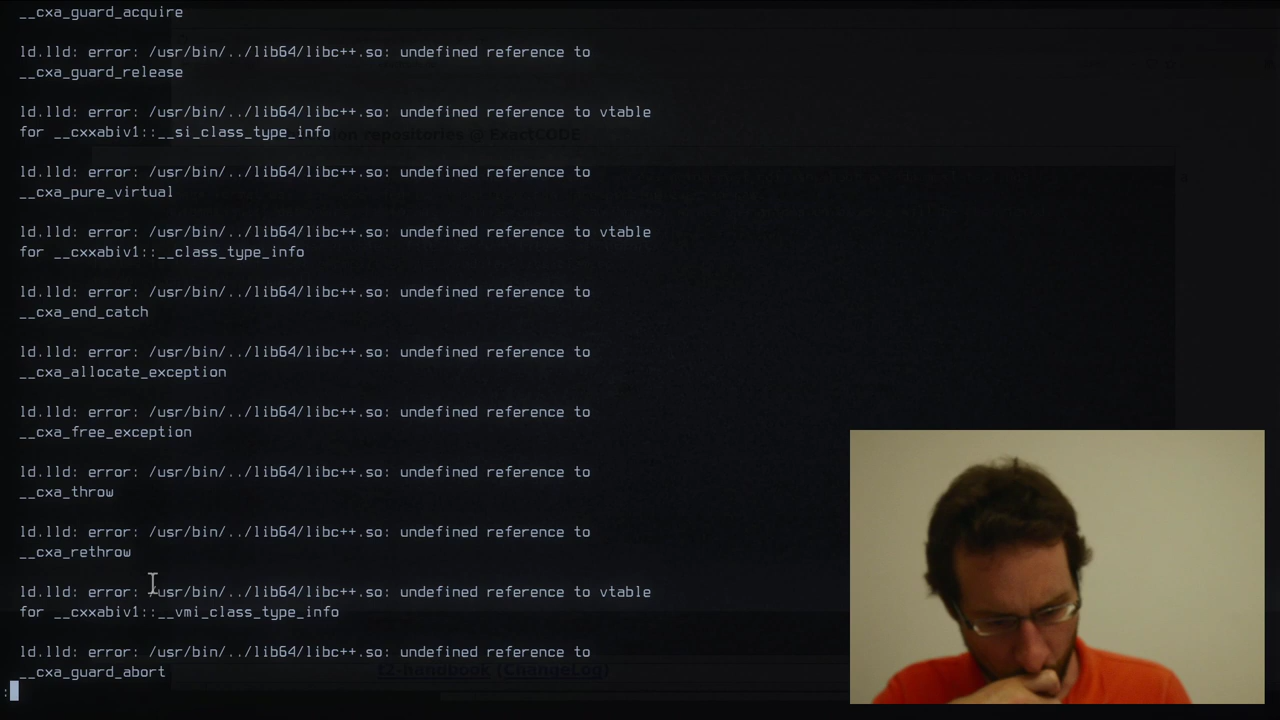 __cxa_guard_acquire
ld.lld: error: /usr/bin/../lib64/libc++.so: undefined reference to
__cxa_guard_release
ld.lld: error: /usr/bin/../lib64/libc++.so: undefined reference to vtable
for __cxxabiv1::__si_class_type_info
on repositories @ ExactCODE
ld.lld: error: /usr/bin/../lib64/libc++.so: undefined reference to
__cxa_pure_virtual
ld.lld: error: /usr/bin/../lib64/libc++.so: undefined reference to vtable
for __cxxabiv1::__class_type_info
ld.lld: error: /usr/bin/../lib64/libc++.so: undefined reference to
__cxa_end_catch
ld.lld: error: /usr/bin/../lib64/libc++.so: undefined reference to
__cxa_allocate_exception
ld.lld: error: /usr/bin/../lib64/libc++.so: undefined reference to
__cxa_free_exception
ld.lld: error: /usr/bin/../lib64/libc++.so: undefined reference to
__cxa_throw
ld.lld: error: /usr/bin/../lib64/libc++.so: undefined reference to
__cxa_rethrow
ld.lld: error: /usr/bin/../lib64/libc++.so: undefined reference to vtable
for __cxxabiv1::__vmi_class_type_info
ld.lld: error: /usr/bin/../lib64/libc++.so: undefined reference to
__cxa_guard_abort
t2-handbook (ChangeLog)
: